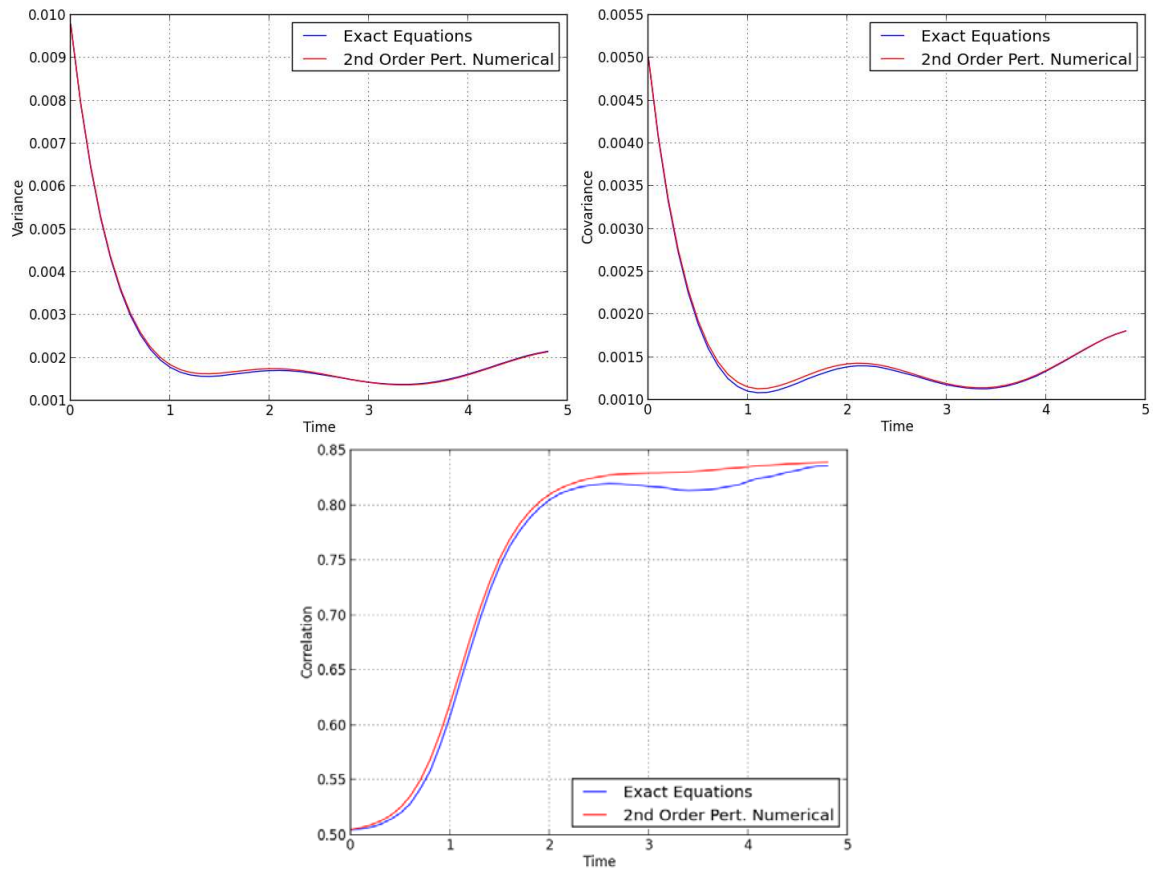 0.010
0.009
0.008
0.007
0.006
0.005
0.004
0.003
0.002
0.001
Variance
Exact Equations
2nd Order Pert. Numerical
0 1 2 3 4 5
Time
0.0055
0.0050
0.0045
0.0040
0.0035
0.0030
0.0025
0.0020
0.0015
0.0010
Covariance
Exact Equations
2nd Order Pert. Numerical
0 1 2 3 4 5
Time
0.85
0.80
0.75
0.70
0.65
0.60
0.55
0.50
Correlation
Exact Equations
2nd Order Pert. Numerical
0 1 2 3 4 5
Time